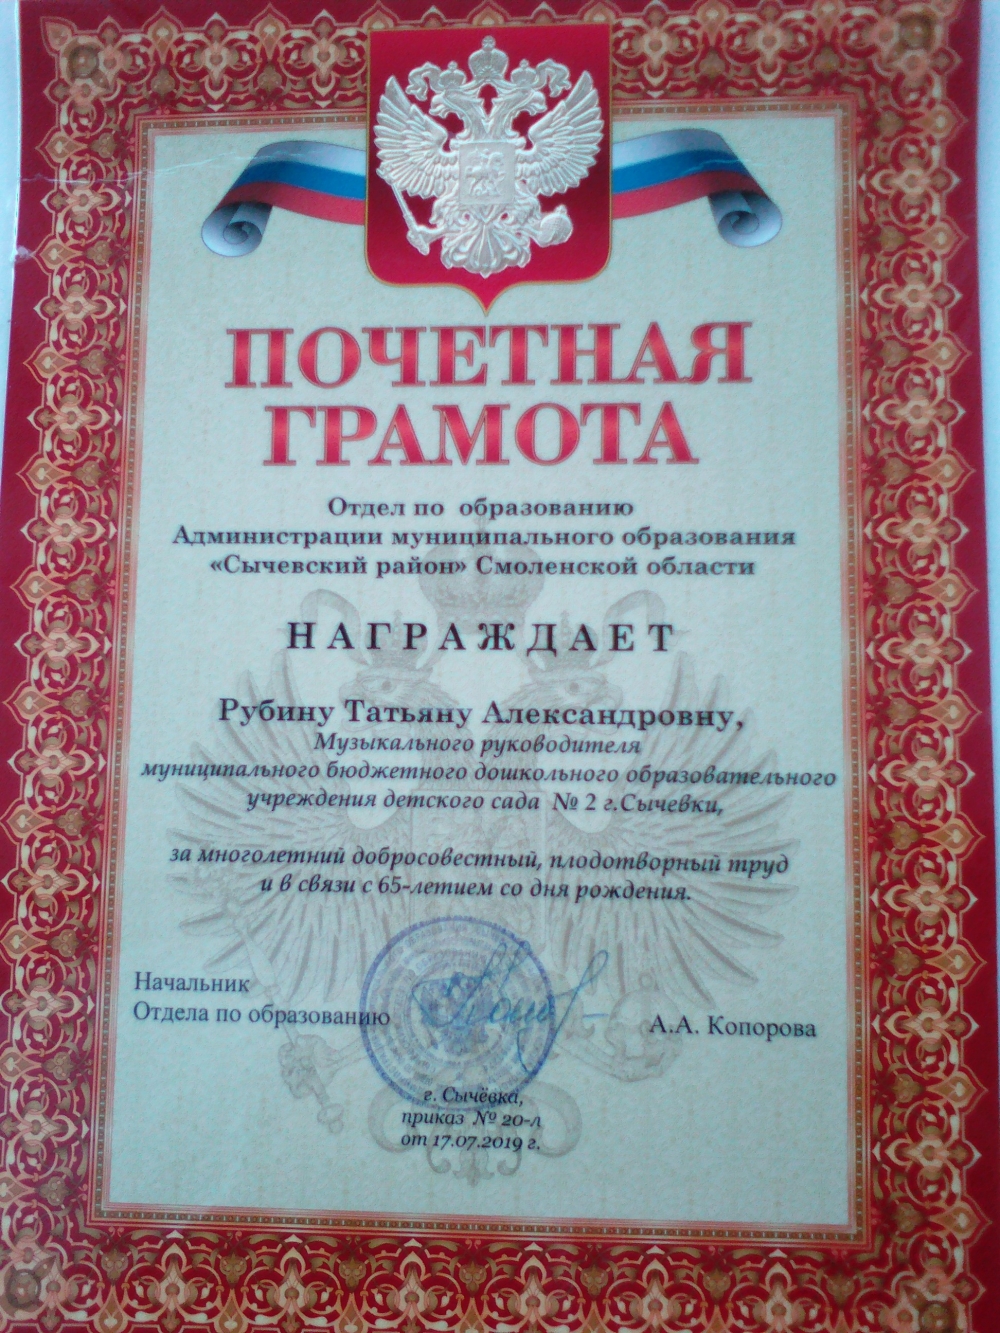 ПОЧЕТНАЯ
ГРАМОТА
Отдел по образованию
Администрации муниципального образования
«Сычевский район» Смоленской области
НАГРАЖДАЕТ
Рубину Татьяну Александровну,
Музыкального руководителя
муниципального бюджетного дошкольного образовательного
учреждения детского сада № 2 г.Сычевки,
за многолетний добросовестный, плодотворный труд
и в связи с 65-летием со дня рождения.
Начальник
Отдела по образованию
А.А. Копорова
г. Сычёвка,
приказ № 20-л
от 17.07.2019 г.